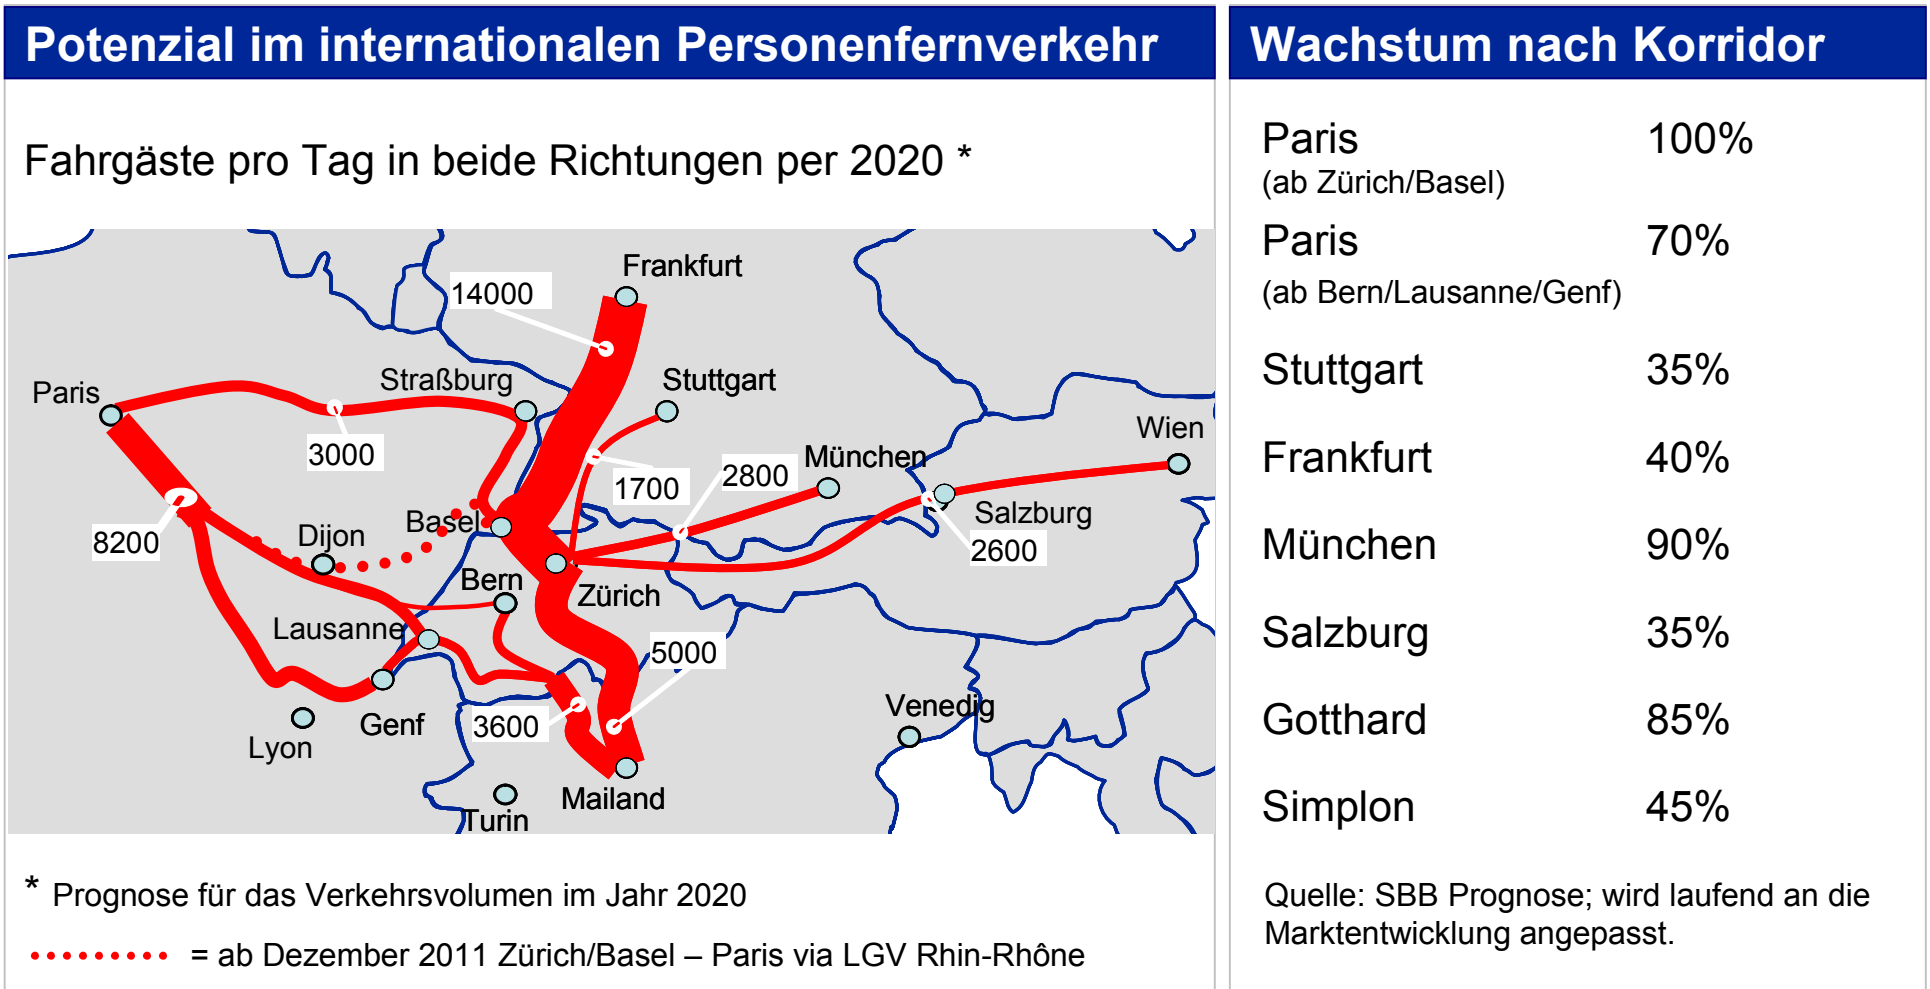 Potenzial im internationalen Personenfernverkehr
Fahrgäste pro Tag in beide Richtungen per 2020 *
Frankfurt
14000
Straßburg
Stuttgart
Paris
Wien
3000
1700
2800
München
8200
Dijon
Basel
Salzburg
2600
Bern
Zürich
Lausanne
5000
3600
Genf
Venedig
Lyon
Mailand
Turin
* Prognose für das Verkehrsvolumen im Jahr 2020
= ab Dezember 2011 Zürich/Basel – Paris via LGV Rhin-Rhône
Wachstum nach Korridor
Paris 100%
(ab Zürich/Basel)
Paris 70%
(ab Bern/Lausanne/Genf)
Stuttgart 35%
Frankfurt 40%
München 90%
Salzburg 35%
Gotthard 85%
Simplon 45%
Quelle: SBB Prognose; wird laufend an die
Marktentwicklung angepasst.